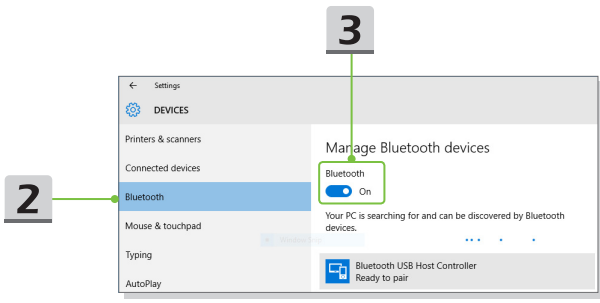 3
← Settings
DEVICES
Printers & scanners
Connected devices
Bluetooth
Mouse & touchpad
Typing
AutoPlay
2
Manage Bluetooth devices
Bluetooth
On
Your PC is searching for and can be discovered by Bluetooth
devices.
Bluetooth USB Host Controller
Ready to pair